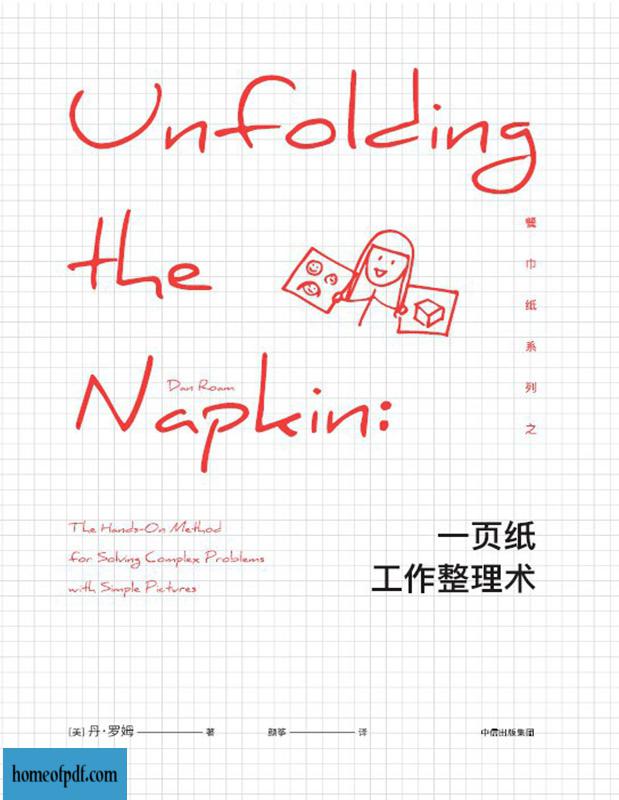 Unfolding
the
Napkin:
Dan Roam
餐巾纸系列之
The Hands-On Method
for Solving Complex Problems
with Simple Pictures
一页纸
工作整理术
[美] 丹·罗姆 著 颜筝 译 中信出版集团
homeofpdf.com